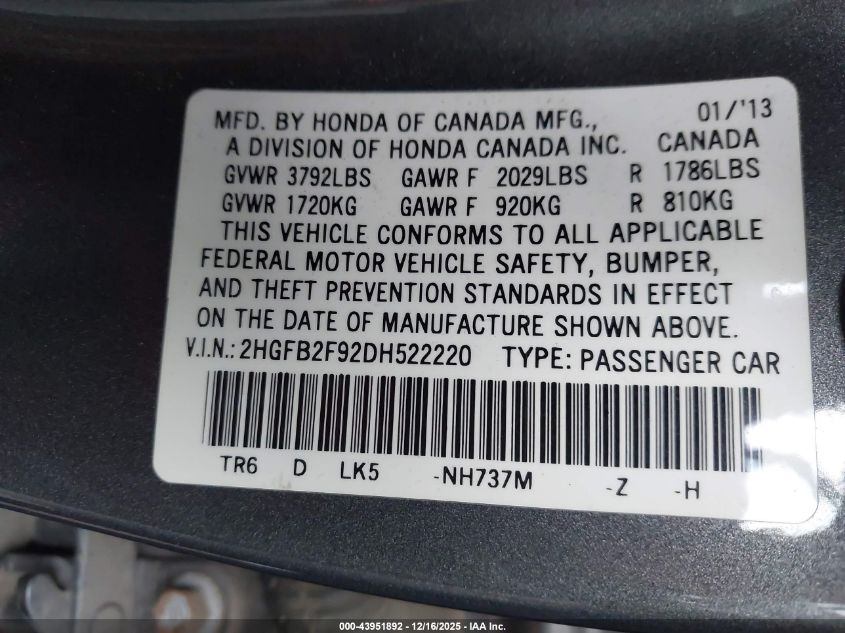 MFD. BY HONDA OF CANADA MFG., 01/'13
A DIVISION OF HONDA CANADA INC. CANADA
GVWR 3792LBS GAWR F 2029LBS R 1786LBS
GVWR 1720KG GAWR F 920KG R 810KG
THIS VEHICLE CONFORMS TO ALL APPLICABLE
FEDERAL MOTOR VEHICLE SAFETY, BUMPER,
AND THEFT PREVENTION STANDARDS IN EFFECT
ON THE DATE OF MANUFACTURE SHOWN ABOVE.
V.I.N.: 2HGFB2F92DH522220 TYPE: PASSENGER CAR
TR6 D LK5 -NH737M -Z -H
000-43951892 - 12/16/2025 - IAA Inc.